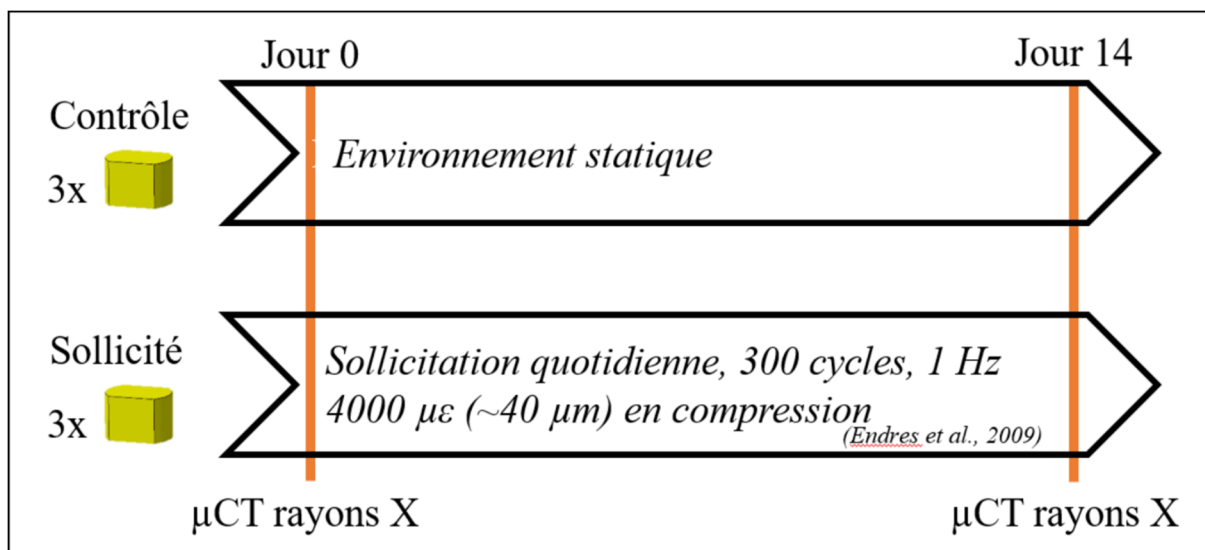 Jour 0
Jour 14
Contrôle
3x
Environnement statique
Sollicité
3x
Sollicitation quotidienne, 300 cycles, 1 Hz
4000 µε (~40 µm) en compression
(Endres et al., 2009)
µCT rayons X
µCT rayons X